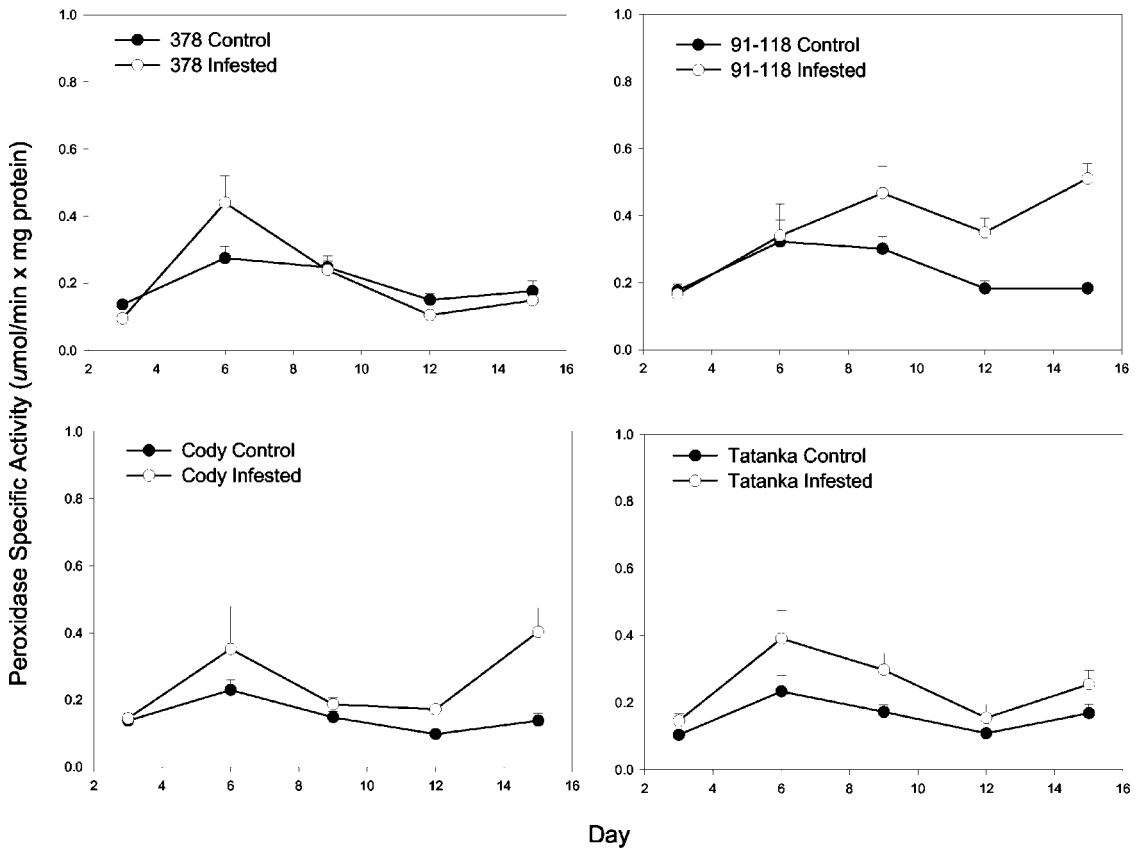 Peroxidase Specific Activity (umol/min x mg protein)
1.0
0.8
0.6
0.4
0.2
0.0
2 4 6 8 10 12 14 16
378 Control
378 Infested
1.0
0.8
0.6
0.4
0.2
0.0
2 4 6 8 10 12 14 16
91-118 Control
91-118 Infested
1.0
0.8
0.6
0.4
0.2
0.0
2 4 6 8 10 12 14 16
Cody Control
Cody Infested
1.0
0.8
0.6
0.4
0.2
0.0
2 4 6 8 10 12 14 16
Tatanka Control
Tatanka Infested
Day